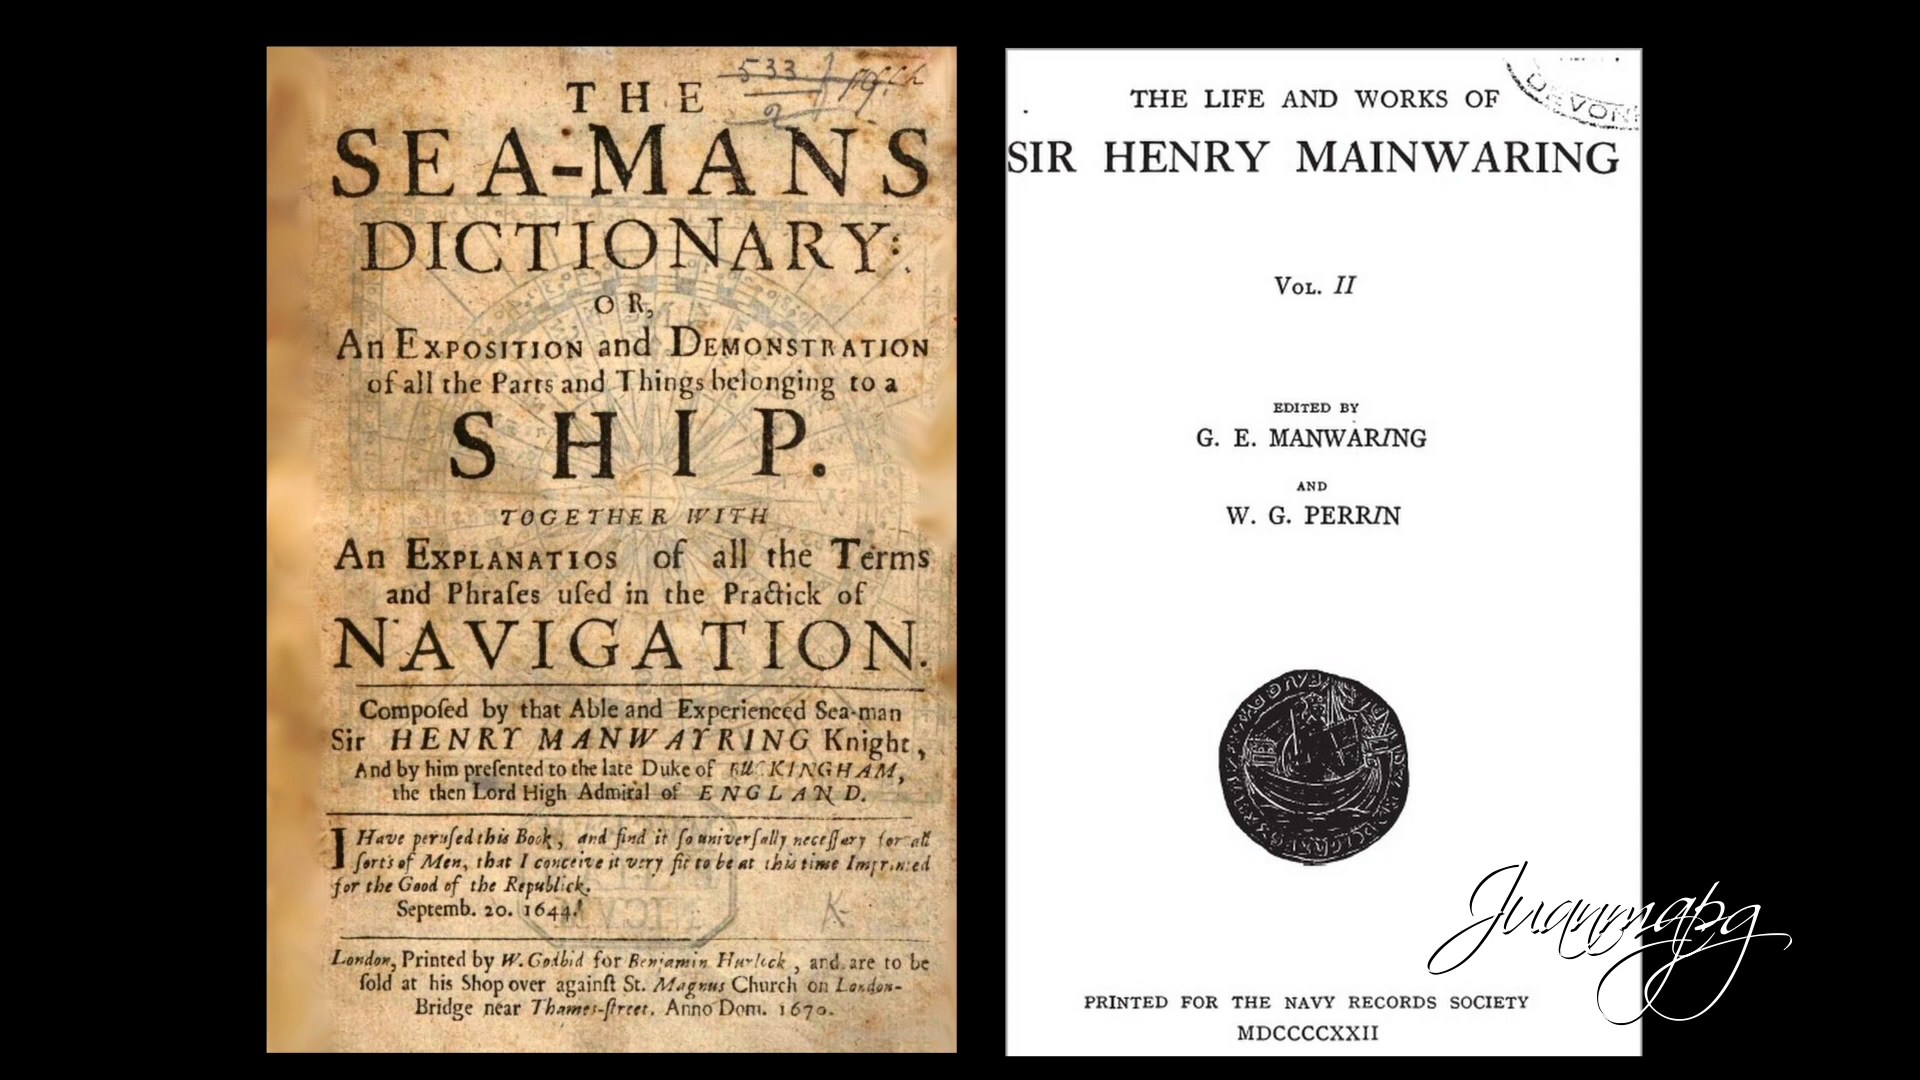 THE
SEA-MANS
DICTIONARY:
OR,
An EXPOSITION and DEMONSTRATION
of all the Parts and Things belonging to a
SHIP.
TOGETHER WITH
An EXPLANATIOS of all the Terms
and Phraſes uſed in the Practick of
NAVIGATION.
Compoſed by that Able and Experienced Sea-man
Sir HENRY MANWAYRING Knight,
And by him preſented to the late Duke of BUCKINGHAM,
the then Lord High Admiral of ENGLAND.
I Have peruſed this Book, and find it ſo univerſally neceſſary for all
ſorts of Men, that I conceive it very fit to be at this time Imprinted
for the Good of the Republick.
Septemb. 20. 1644.
London, Printed by W. Godbid for Benjamin Hurlock, and are to be
ſold at his Shop over againſt St. Magnus Church on London-
Bridge near Thames-ſtreet. Anno Dom. 1670.
533
2
THE LIFE AND WORKS OF
SIR HENRY MAINWARING
VOL. II
EDITED BY
G. E. MANWARING
AND
W. G. PERRIN
PRINTED FOR THE NAVY RECORDS SOCIETY
MDCCCCXXII
DEVON
Juanmapg